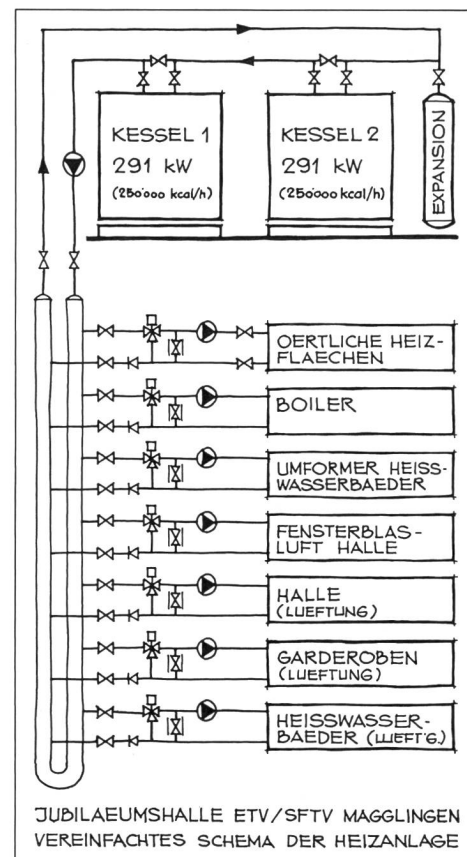 KESSEL 1
291 kW
(250'000 kcal/h)
KESSEL 2
291 kW
(250'000 kcal/h)
EXPANSION
OERTLICHE HEIZ-
FLAECHEN
BOILER
UMFORMER HEISS-
WASSERBAEDER
FENSTERBLAS-
LUFT HALLE
HALLE
(LUEFTUNG)
GARDEROBEN
(LUEFTUNG)
HEISSWASSER-
BAEDER (LUEFT'G.)
JUBILAEUMSHALLE ETV/SFTV MAGGLINGEN
VEREINFACHTES SCHEMA DER HEIZANLAGE